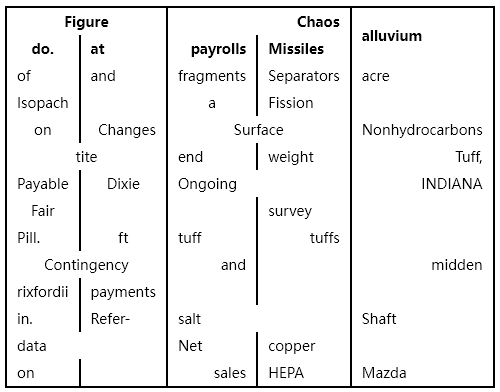 Figure Chaos alluvium
do. at payrolls Missiles
of and fragments Separators acre
Isopach a Fission
on Changes Surface Nonhydrocarbons
tite end weight Tuff,
Payable Dixie Ongoing INDIANA
Fair survey
Pill. ft tuff tuffs
Contingency and midden
rixfordii payments
in. Refer- salt Shaft
data Net copper
on sales HEPA Mazda